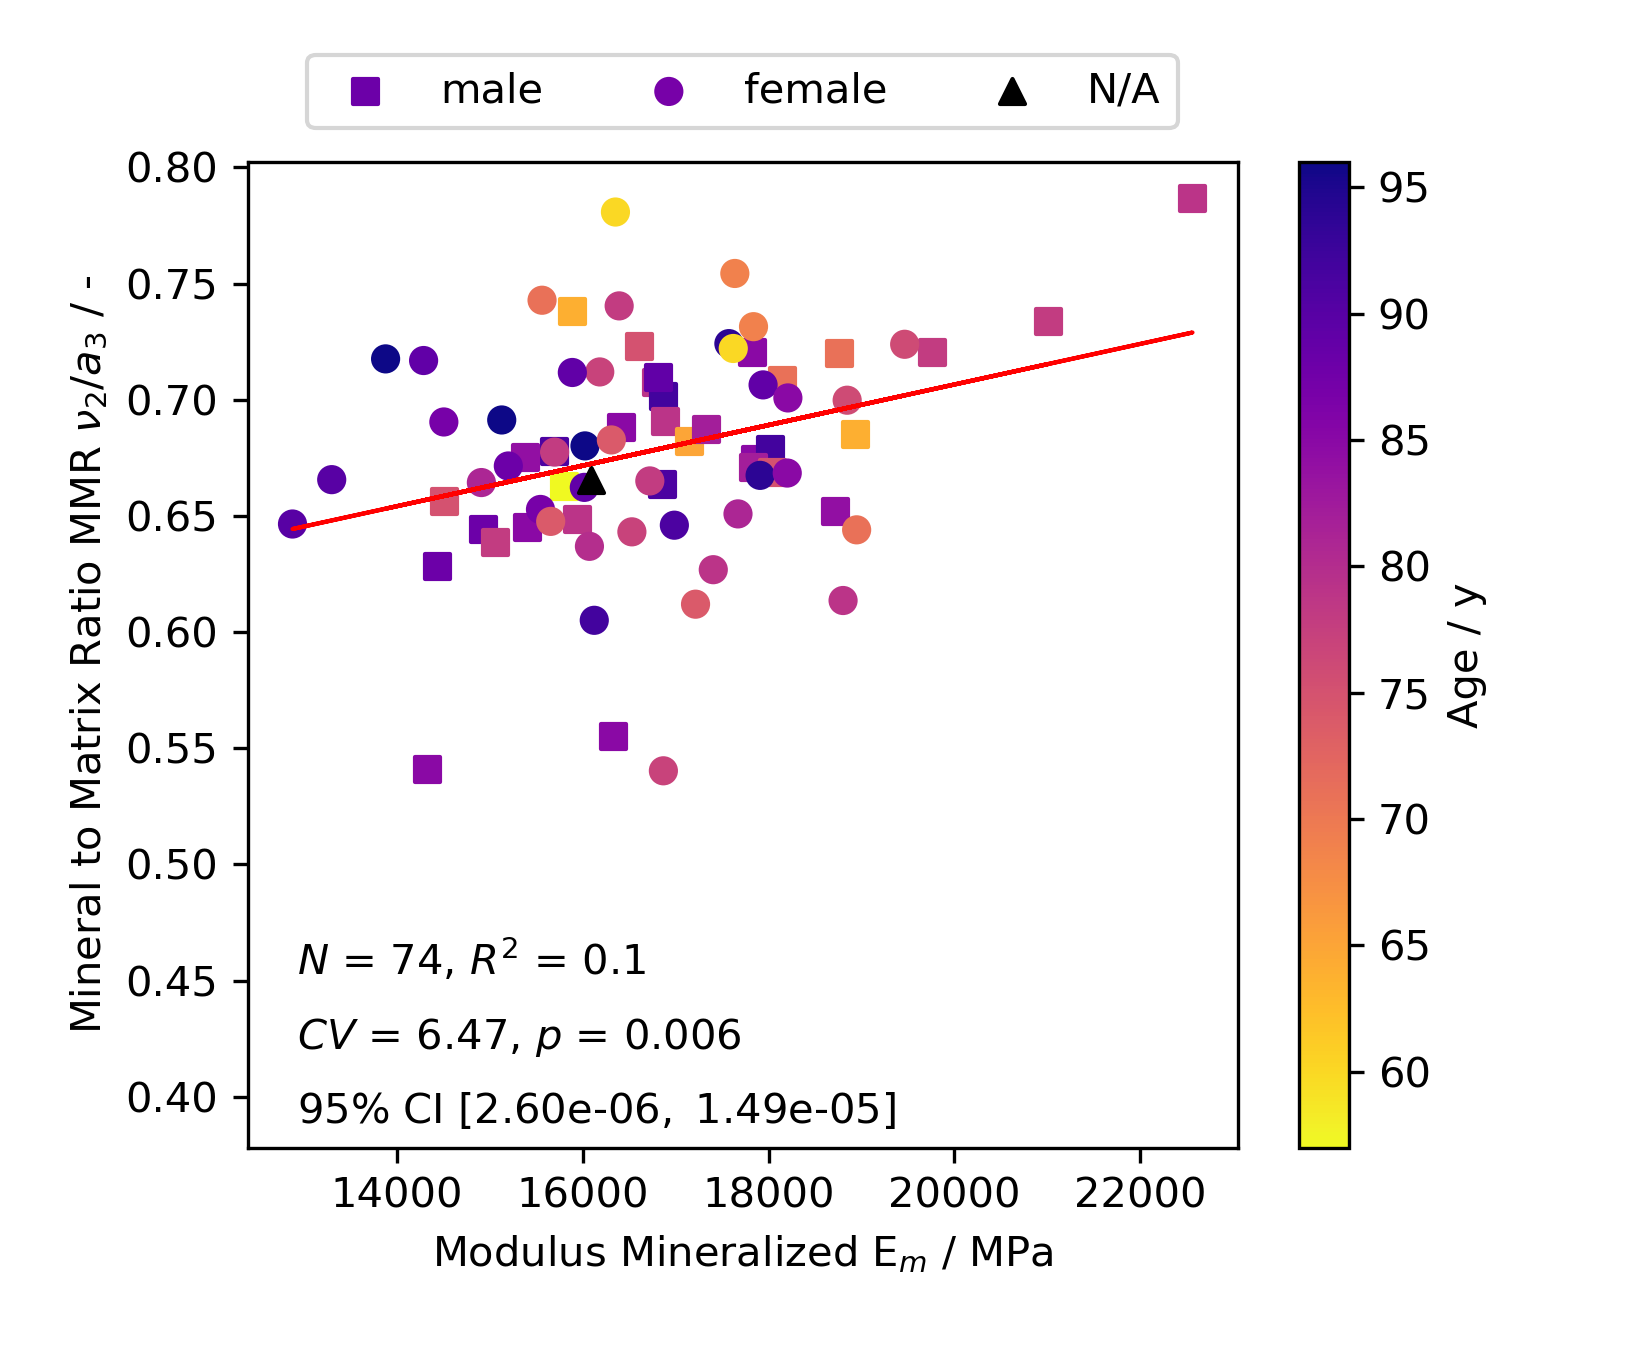 male female N/A
0.80
0.75
0.70
0.65
0.60
0.55
0.50
0.45
0.40
Mineral to Matrix Ratio MMR ν₂/a₃ / -
N = 74, R² = 0.1
CV = 6.47, p = 0.006
95% CI [2.60e-06, 1.49e-05]
14000 16000 18000 20000 22000
Modulus Mineralized Eₘ / MPa
95
90
85
80
75
70
65
60
Age / y